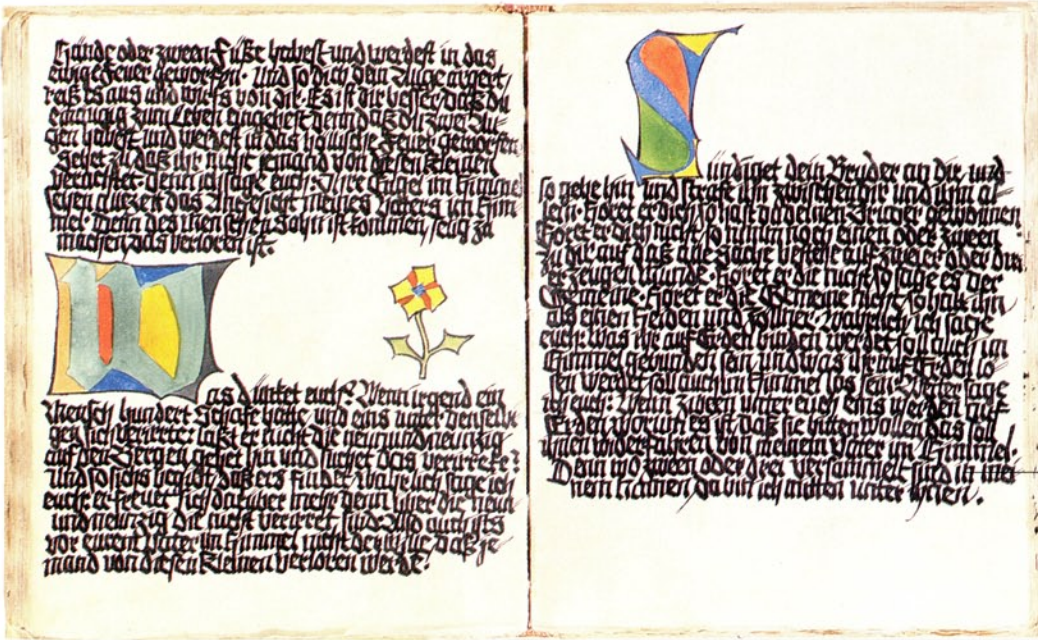 Hände oder zween Füße habest und werdest in das
ewige Feuer geworfen. Und so dich dein Auge ärgert,
reiß es aus und wirfs von dir. Es ist dir besser, daß du
einäugig zum Leben eingehest denn daß du zwei Au-
gen habest und werdest in das höllische Feuer geworfen.
Sehet zu daß ihr nicht jemand von diesen Kleinen
verachtet. Denn ich sage euch: Ihre Engel im Himmel
sehen allezeit das Angesicht meines Vaters im Him-
mel. Denn des Menschen Sohn ist kommen, selig zu
machen das verloren ist.
Was dünket euch? Wenn irgend ein
Mensch hundert Schafe hätte und eins unter densel-
gen sich verirrete: läßt er nicht die neunundneunzig
auf den Bergen, gehet hin und suchet das verirrete?
Und so sichs begibt, daß ers findet, wahrlich ich sage
euch er freuet sich darüber mehr denn über die neun-
undneunzig die nicht verirret sind. Also auch ists
vor eurem Vater im Himmel nicht der Wille, daß je-
mand von diesen Kleinen verloren werde.
Sündiget dein Bruder an dir und
so gehe hin und strafe ihn zwischen dir und ihm al-
lein. Höret er dich, so hast du deinen Bruder gewonnen.
Höret er dich nicht, so nimm noch einen oder zween
zu dir auf daß alle Sache bestehe auf zweier oder drei-
er Zeugen Munde. Höret er die nicht, so sage es der
Gemeine. Höret er die Gemeine nicht, so halt ihn
als einen Heiden und Zöllner. Wahrlich, ich sage
euch: Was ihr auf Erden binden werdet, soll auch im
Himmel gebunden sein, und was ihr auf Erden lö-
sen werdet soll auch im Himmel los sein. Weiter sage
ich euch: Wenn zween unter euch eins werden auf
Erden, worum es ist, daß sie bitten wollen das soll
ihnen widerfahren von meinem Vater im Himmel.
Denn wo zween oder drei versammelt sind in mei-
nem Namen, da bin ich mitten unter ihnen.